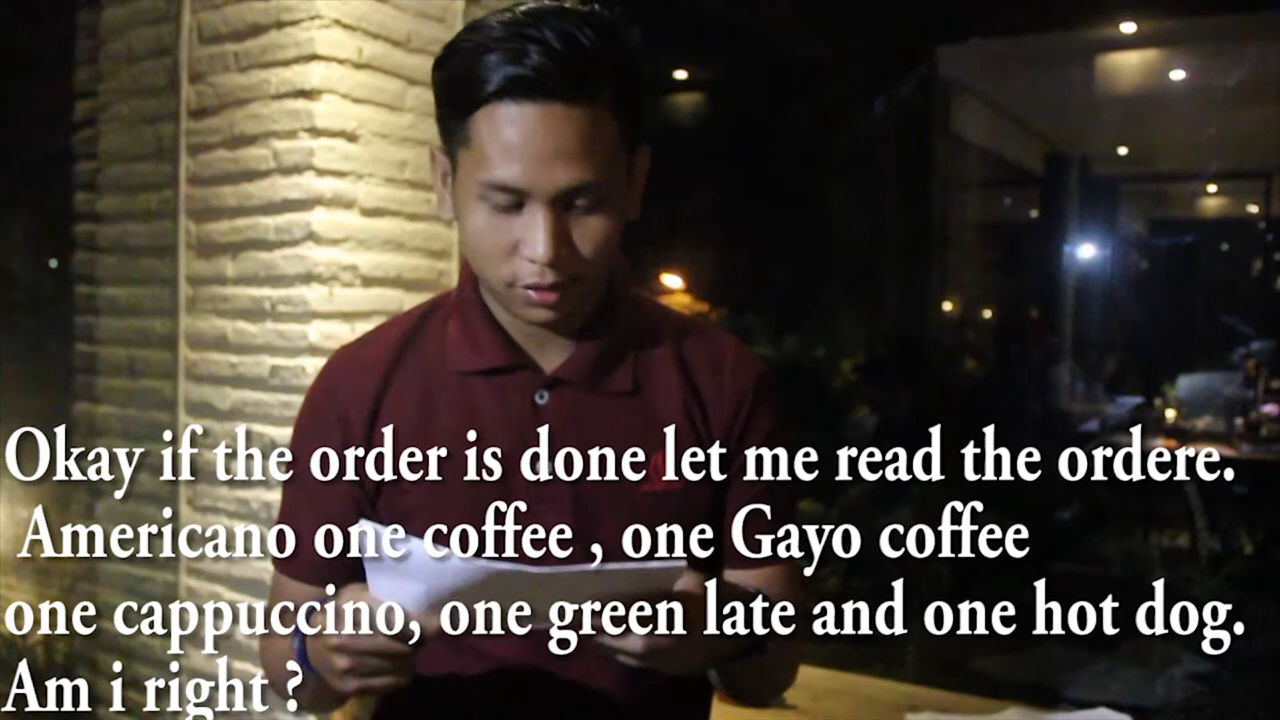 Okay if the order is done let me read the ordere.
Americano one coffee , one Gayo coffee
one cappuccino, one green late and one hot dog.
Am i right ?